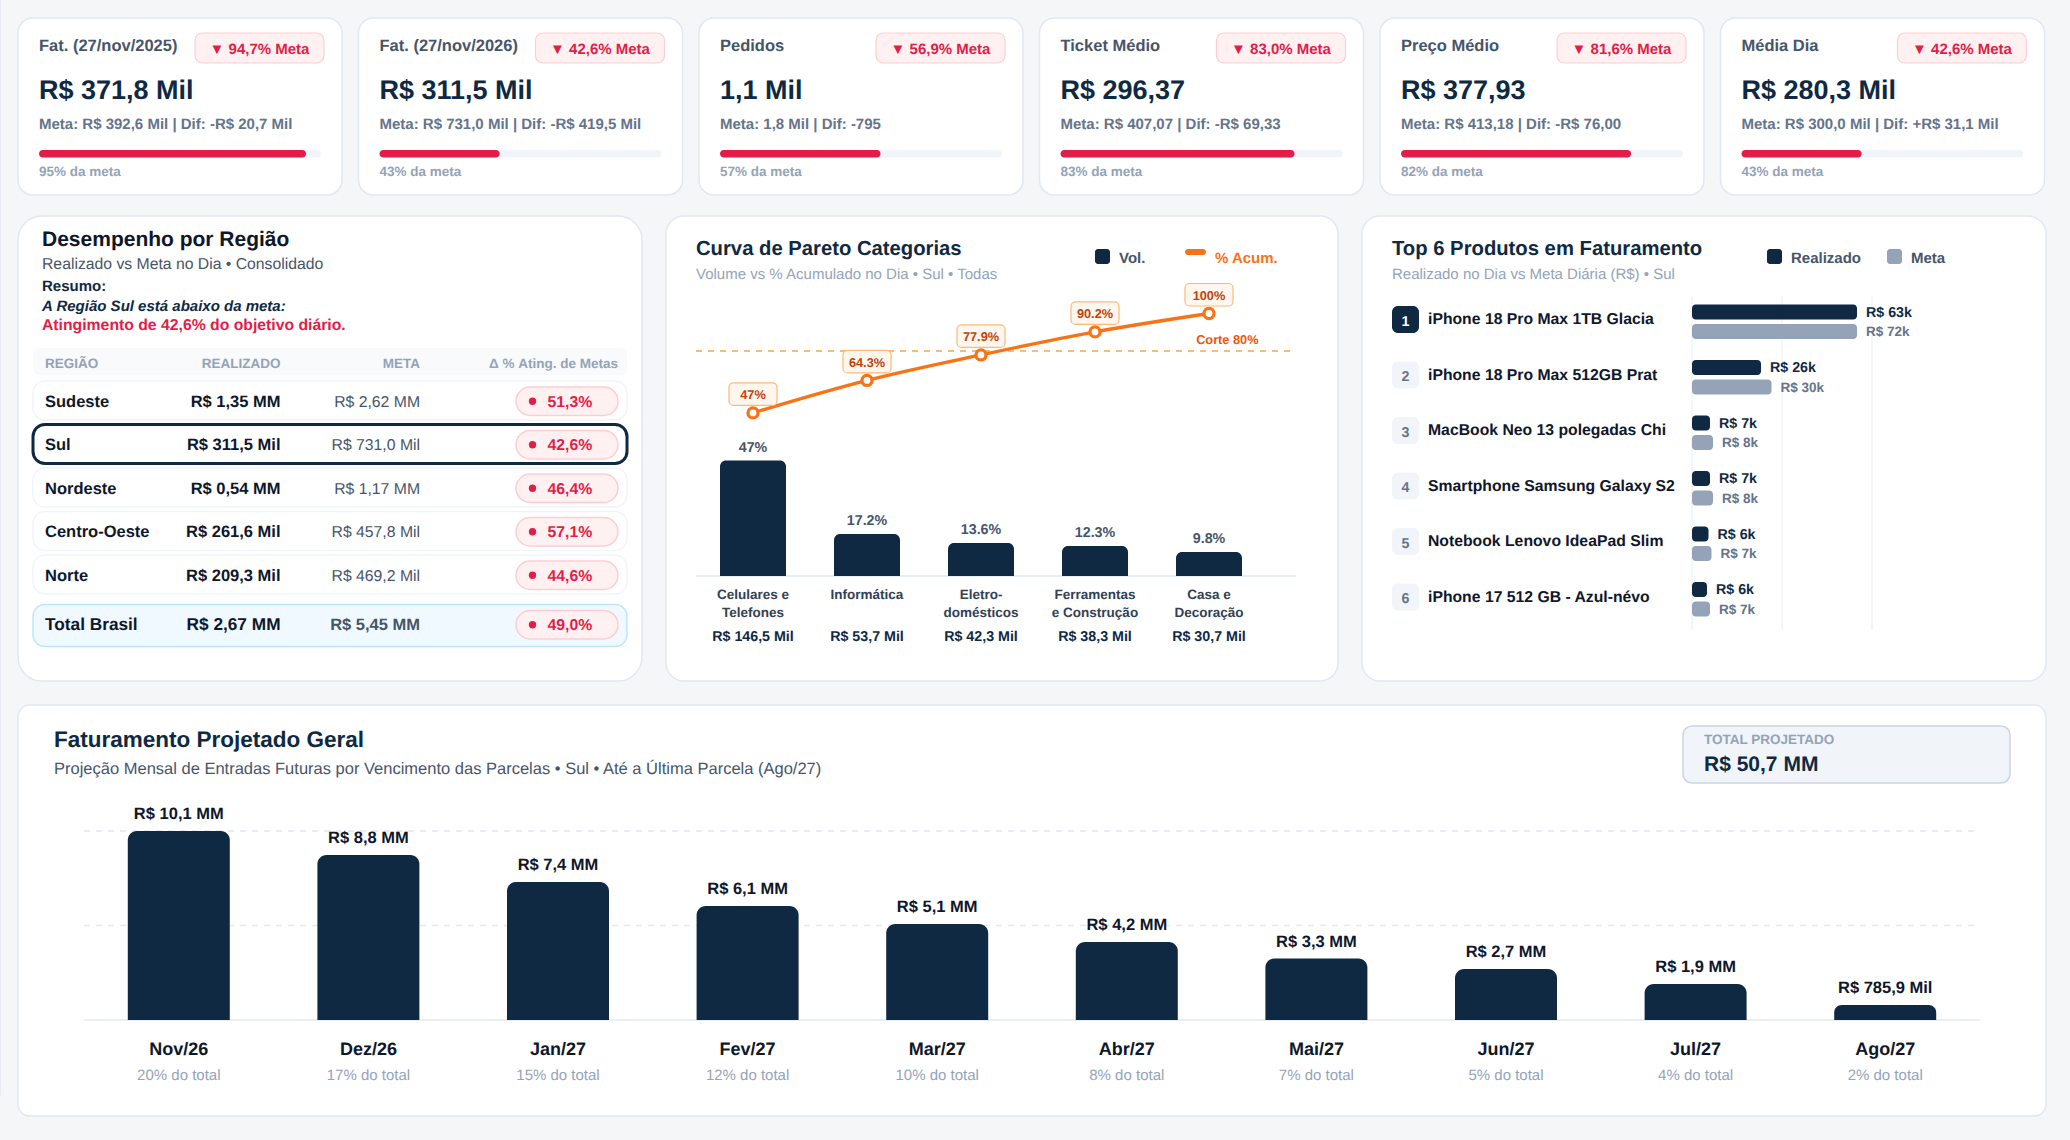 Fat. (27/nov/2025)
▼ 94,7% Meta
R$ 371,8 Mil
Meta: R$ 392,6 Mil | Dif: -R$ 20,7 Mil
95% da meta
Fat. (27/nov/2026)
▼ 42,6% Meta
R$ 311,5 Mil
Meta: R$ 731,0 Mil | Dif: -R$ 419,5 Mil
43% da meta
Pedidos
▼ 56,9% Meta
1,1 Mil
Meta: 1,8 Mil | Dif: -795
57% da meta
Ticket Médio
▼ 83,0% Meta
R$ 296,37
Meta: R$ 407,07 | Dif: -R$ 69,33
83% da meta
Preço Médio
▼ 81,6% Meta
R$ 377,93
Meta: R$ 413,18 | Dif: -R$ 76,00
82% da meta
Média Dia
▼ 42,6% Meta
R$ 280,3 Mil
Meta: R$ 300,0 Mil | Dif: +R$ 31,1 Mil
43% da meta
Desempenho por Região
Realizado vs Meta no Dia • Consolidado
Resumo:
A Região Sul está abaixo da meta:
Atingimento de 42,6% do objetivo diário.
REGIÃO REALIZADO META Δ % Ating. de Metas
Sudeste R$ 1,35 MM R$ 2,62 MM 51,3%
Sul R$ 311,5 Mil R$ 731,0 Mil 42,6%
Nordeste R$ 0,54 MM R$ 1,17 MM 46,4%
Centro-Oeste R$ 261,6 Mil R$ 457,8 Mil 57,1%
Norte R$ 209,3 Mil R$ 469,2 Mil 44,6%
Total Brasil R$ 2,67 MM R$ 5,45 MM 49,0%
Curva de Pareto Categorias
Volume vs % Acumulado no Dia • Sul • Todas
Vol. % Acum.
100%
90.2%
77.9%
64.3%
47%
Corte 80%
47%
17.2%
13.6%
12.3%
9.8%
Celulares e Telefones
R$ 146,5 Mil
Informática
R$ 53,7 Mil
Eletro-
domésticos
R$ 42,3 Mil
Ferramentas
e Construção
R$ 38,3 Mil
Casa e
Decoração
R$ 30,7 Mil
Top 6 Produtos em Faturamento
Realizado no Dia vs Meta Diária (R$) • Sul
Realizado Meta
1 iPhone 18 Pro Max 1TB Glacia R$ 63k
R$ 72k
2 iPhone 18 Pro Max 512GB Prat R$ 26k
R$ 30k
3 MacBook Neo 13 polegadas Chi R$ 7k
R$ 8k
4 Smartphone Samsung Galaxy S2 R$ 7k
R$ 8k
5 Notebook Lenovo IdeaPad Slim R$ 6k
R$ 7k
6 iPhone 17 512 GB - Azul-névo R$ 6k
R$ 7k
Faturamento Projetado Geral
Projeção Mensal de Entradas Futuras por Vencimento das Parcelas • Sul • Até a Última Parcela (Ago/27)
TOTAL PROJETADO
R$ 50,7 MM
R$ 10,1 MM
R$ 8,8 MM
R$ 7,4 MM
R$ 6,1 MM
R$ 5,1 MM
R$ 4,2 MM
R$ 3,3 MM
R$ 2,7 MM
R$ 1,9 MM
R$ 785,9 Mil
Nov/26 Dez/26 Jan/27 Fev/27 Mar/27 Abr/27 Mai/27 Jun/27 Jul/27 Ago/27
20% do total 17% do total 15% do total 12% do total 10% do total 8% do total 7% do total 5% do total 4% do total 2% do total